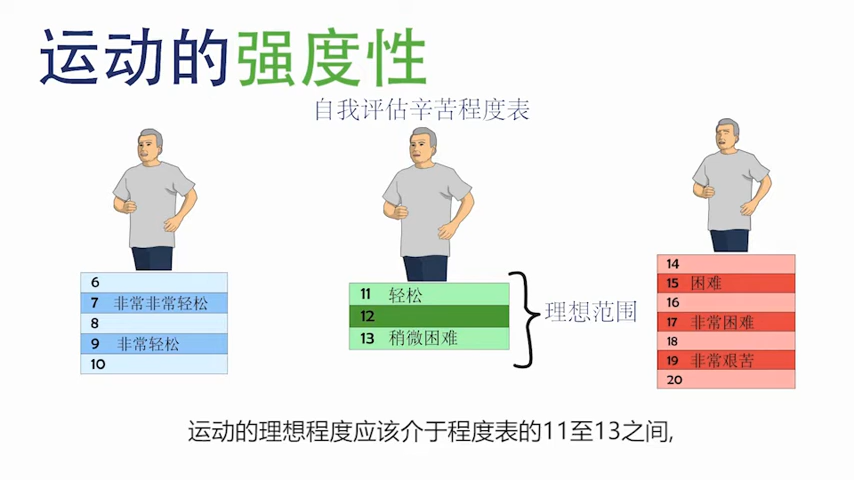 运动的强度性
自我评估辛苦程度表
6
7 非常非常轻松
8
9 非常轻松
10
11 轻松
12
13 稍微困难
理想范围
14
15 困难
16
17 非常困难
18
19 非常艰苦
20
运动的理想程度应该介于程度表的11至13之间,